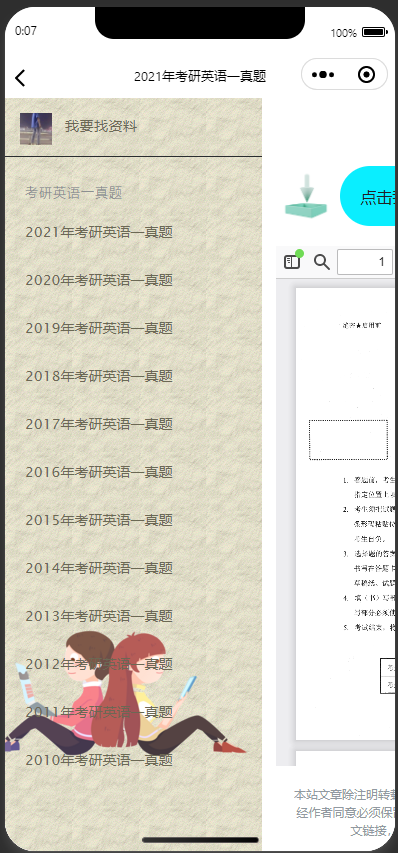 0:07
100%
2021年考研英语一真题
我要找资料
考研英语一真题
2021年考研英语一真题
2020年考研英语一真题
2019年考研英语一真题
2018年考研英语一真题
2017年考研英语一真题
2016年考研英语一真题
2015年考研英语一真题
2014年考研英语一真题
2013年考研英语一真题
2012年考研英语一真题
2011年考研英语一真题
2010年考研英语一真题
点击
1
1.
2.
3.
4.
5.
本站文章除注明转载
经作者同意必须保
文链接,